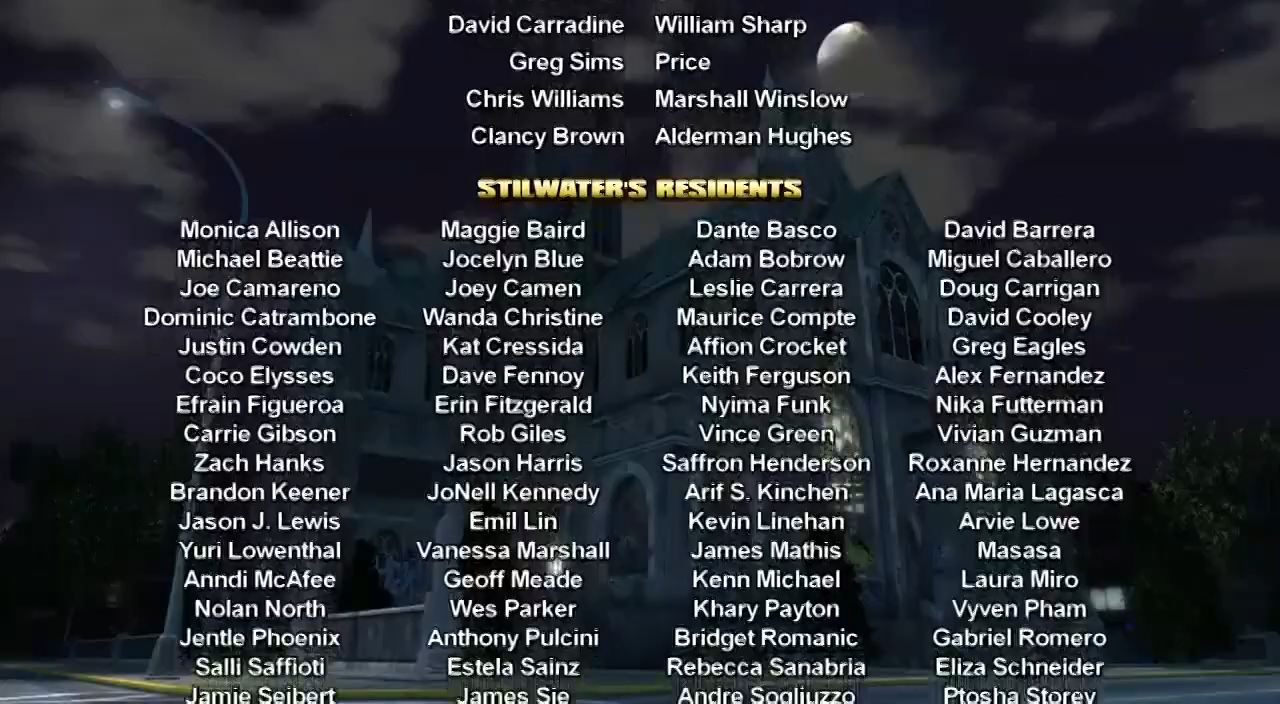 David Carradine William Sharp
Greg Sims Price
Chris Williams Marshall Winslow
Clancy Brown Alderman Hughes
STILWATER'S RESIDENTS
Monica Allison Maggie Baird Dante Basco David Barrera
Michael Beattie Jocelyn Blue Adam Bobrow Miguel Caballero
Joe Camareno Joey Camen Leslie Carrera Doug Carrigan
Dominic Catrambone Wanda Christine Maurice Compte David Cooley
Justin Cowden Kat Cressida Affion Crocket Greg Eagles
Coco Elysses Dave Fennoy Keith Ferguson Alex Fernandez
Efrain Figueroa Erin Fitzgerald Nyima Funk Nika Futterman
Carrie Gibson Rob Giles Vince Green Vivian Guzman
Zach Hanks Jason Harris Saffron Henderson Roxanne Hernandez
Brandon Keener JoNell Kennedy Arif S. Kinchen Ana Maria Lagasca
Jason J. Lewis Emil Lin Kevin Linehan Arvie Lowe
Yuri Lowenthal Vanessa Marshall James Mathis Masasa
Anndi McAfee Geoff Meade Kenn Michael Laura Miro
Nolan North Wes Parker Khary Payton Vyven Pham
Jentle Phoenix Anthony Pulcini Bridget Romanic Gabriel Romero
Salli Saffioti Estela Sainz Rebecca Sanabria Eliza Schneider
Jamie Seibert James Sie Andre Sogliuzzo Ptosha Storey